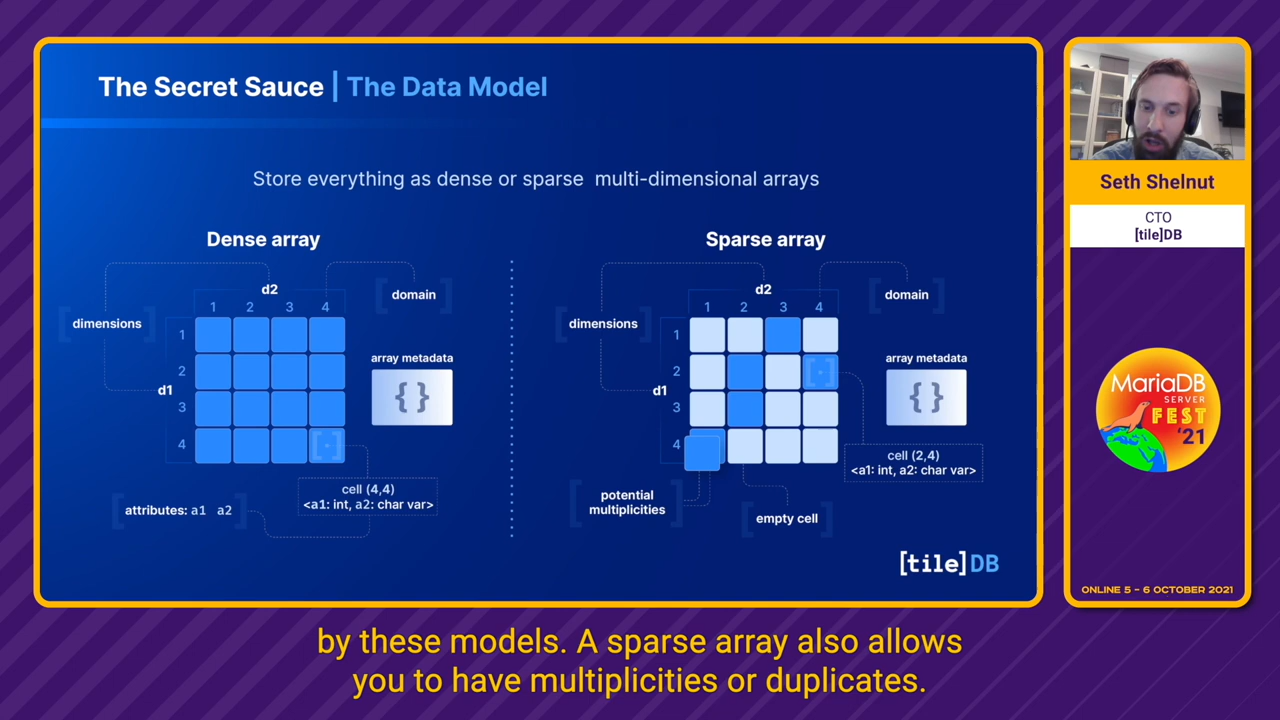 The Secret Sauce | The Data Model
Store everything as dense or sparse multi-dimensional arrays
Dense array
d2
1 2 3 4
domain
dimensions
1
2
d1
3
4
array metadata
{ }
[·]
cell (4,4)
<a1: int, a2: char var>
attributes: a1 a2
Sparse array
d2
1 2 3 4
domain
dimensions
1
2
d1
3
4
[·]
array metadata
{ }
cell (2,4)
<a1: int, a2: char var>
potential
multiplicities
empty cell
[tile]DB
Seth Shelnut
CTO
[tile]DB
MariaDB
SERVER
FEST
'21
ONLINE 5 – 6 OCTOBER 2021
by these models. A sparse array also allows
you to have multiplicities or duplicates.